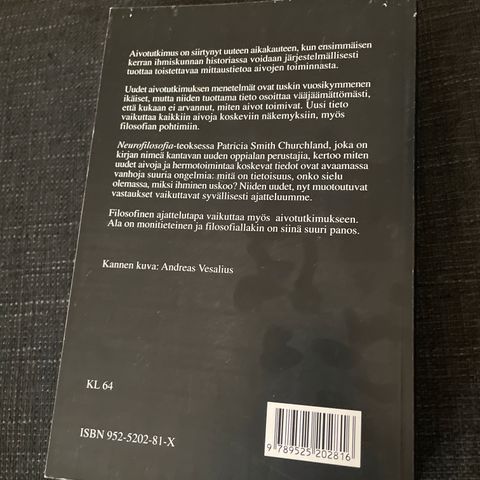 Aivotutkimus on siirtynyt uuteen aikakauteen, kun ensimmäisen
kerran ihmiskunnan historiassa voidaan järjestelmällisesti
tuottaa toistettavaa mittaustietoa aivojen toiminnasta.
Uudet aivotutkimuksen menetelmät ovat tuskin vuosikymmenen
ikäiset, mutta niiden tuottama tieto osoittaa vääjäämättömästi,
että kukaan ei arvannut, miten aivot toimivat. Uusi tieto
vaikuttaa kaikkiin aivoja koskeviin näkemyksiin, myös
filosofian pohtimiin.
Neurofilosofia-teoksessa Patricia Smith Churchland, joka on
kirjan nimeä kantavan uuden oppialan perustajia, kertoo miten
uudet aivoja ja hermotoimintaa koskevat tiedot ovat avaamassa
vanhoja suuria ongelmia: mitä on tietoisuus, onko sielu
olemassa, miksi ihminen uskoo? Niiden uudet, nyt muotoutuvat
vastaukset vaikuttavat syvällisesti ajatteluumme.
Filosofinen ajattelutapa vaikuttaa myös aivotutkimukseen.
Ala on monitieteinen ja filosofiallakin on siinä suuri panos.
Kannen kuva: Andreas Vesalius
KL 64
ISBN 952-5202-81-X
9 789525 202816